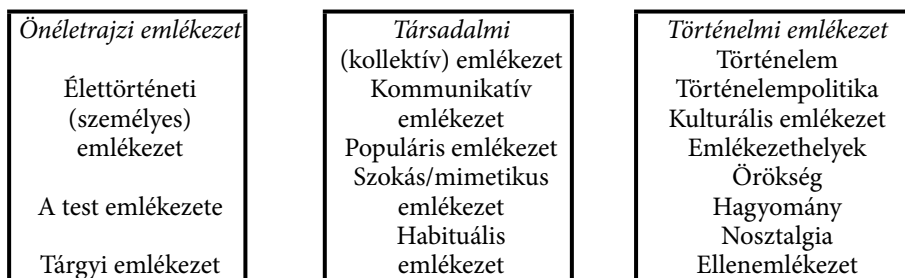 Önéletrajzi emlékezet
Élettörténeti
(személyes)
emlékezet
A test emlékezete
Tárgyi emlékezet
Társadalmi
(kollektív) emlékezet
Kommunikatív
emlékezet
Populáris emlékezet
Szokás/mimetikus
emlékezet
Habituális
emlékezet
Történelmi emlékezet
Történelem
Történelempolitika
Kulturális emlékezet
Emlékezethelyek
Örökség
Hagyomány
Nosztalgia
Ellenemlékezet